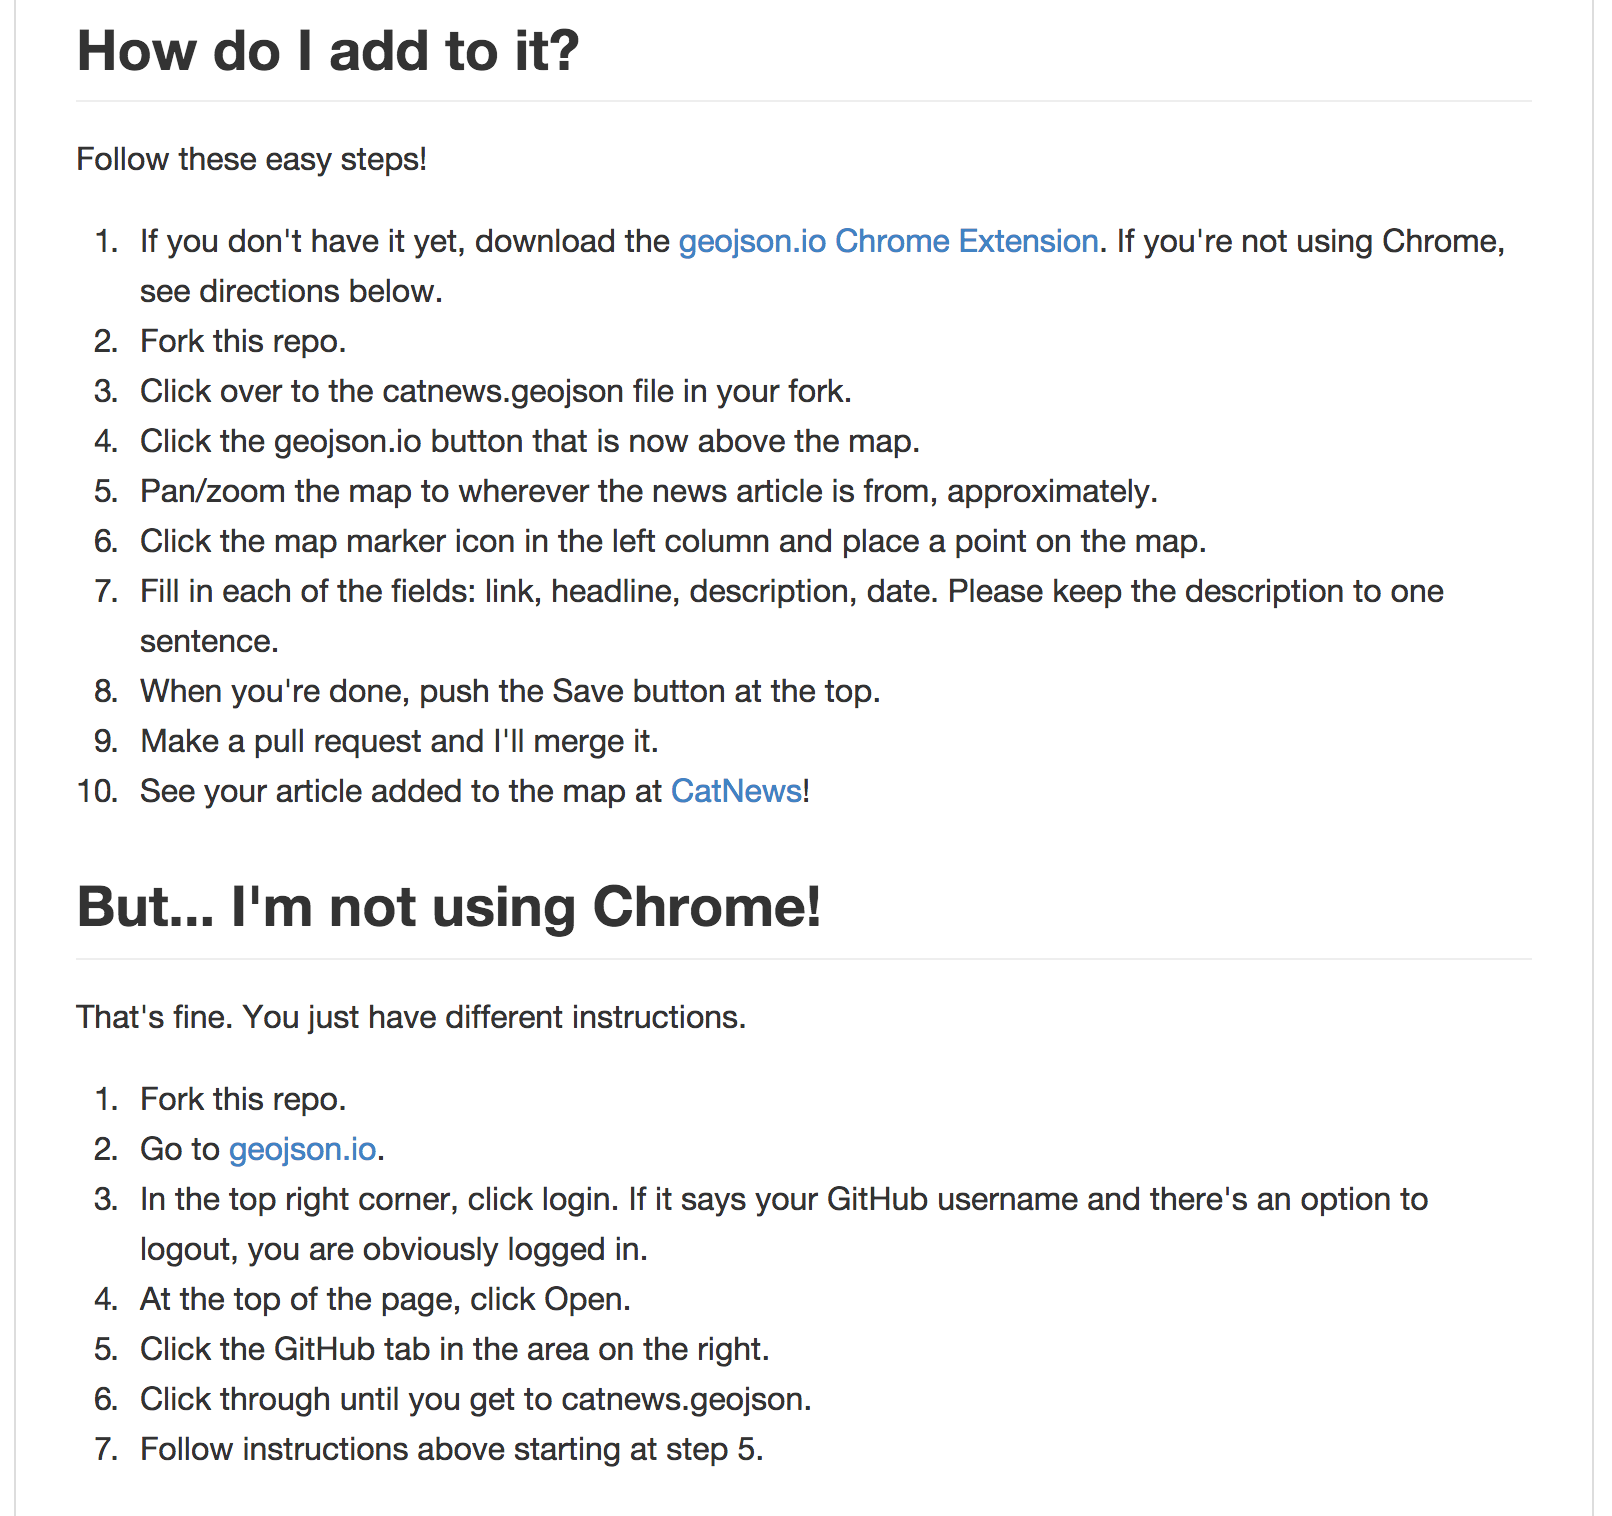 How do I add to it?
Follow these easy steps!
1. If you don't have it yet, download the geojson.io Chrome Extension. If you're not using Chrome,
see directions below.
2. Fork this repo.
3. Click over to the catnews.geojson file in your fork.
4. Click the geojson.io button that is now above the map.
5. Pan/zoom the map to wherever the news article is from, approximately.
6. Click the map marker icon in the left column and place a point on the map.
7. Fill in each of the fields: link, headline, description, date. Please keep the description to one
sentence.
8. When you're done, push the Save button at the top.
9. Make a pull request and I'll merge it.
10. See your article added to the map at CatNews!
But... I'm not using Chrome!
That's fine. You just have different instructions.
1. Fork this repo.
2. Go to geojson.io.
3. In the top right corner, click login. If it says your GitHub username and there's an option to
logout, you are obviously logged in.
4. At the top of the page, click Open.
5. Click the GitHub tab in the area on the right.
6. Click through until you get to catnews.geojson.
7. Follow instructions above starting at step 5.